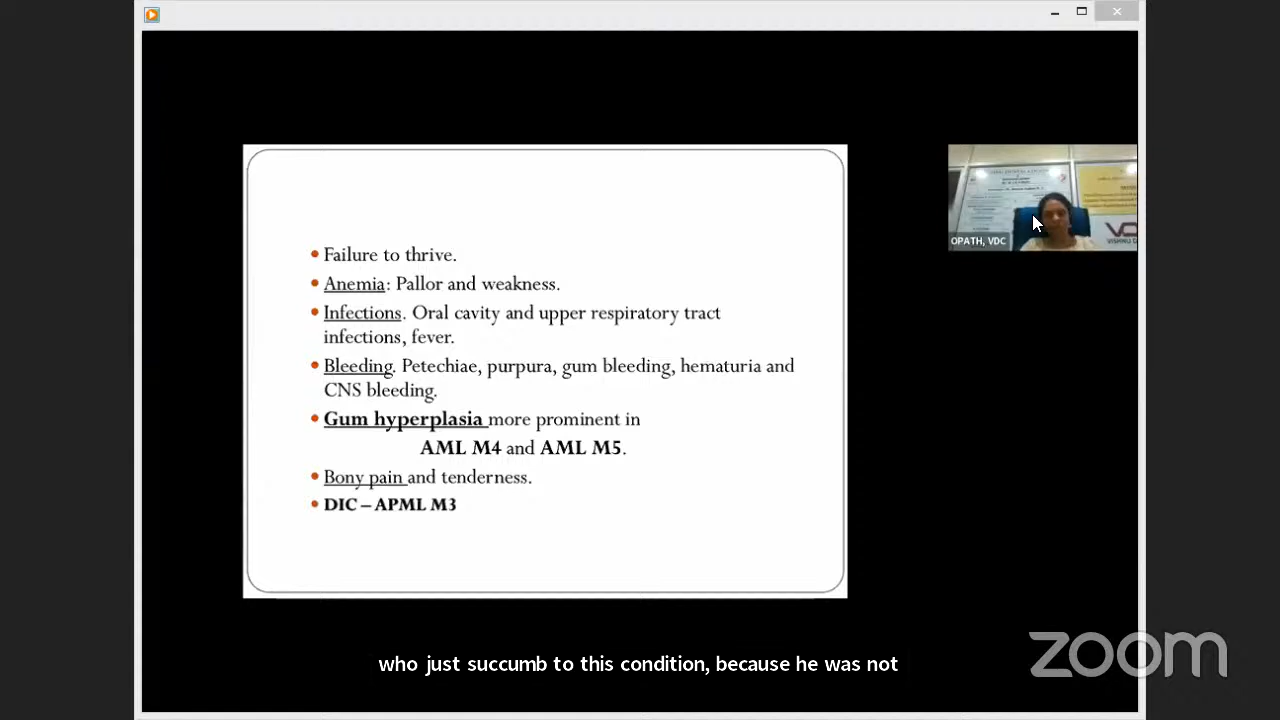 • Failure to thrive.
• Anemia: Pallor and weakness.
• Infections. Oral cavity and upper respiratory tract
infections, fever.
• Bleeding. Petechiae, purpura, gum bleeding, hematuria and
CNS bleeding.
• Gum hyperplasia more prominent in
AML M4 and AML M5.
• Bony pain and tenderness.
• DIC – APML M3
OPATH, VDC
who just succumb to this condition, because he was not
zoom